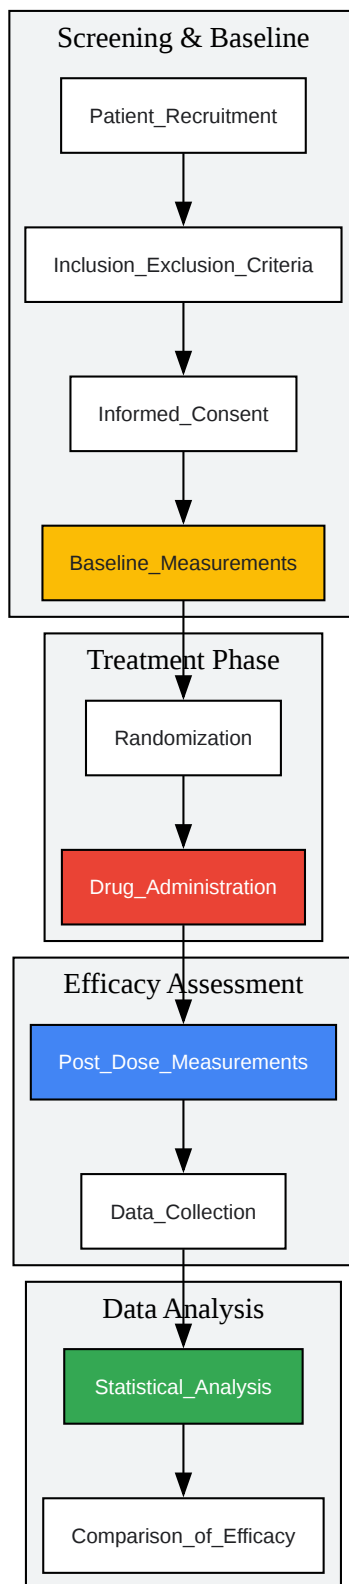 Screening & Baseline
Patient_Recruitment
Inclusion_Exclusion_Criteria
Informed_Consent
Baseline_Measurements
Treatment Phase
Randomization
Drug_Administration
Efficacy Assessment
Post_Dose_Measurements
Data_Collection
Data Analysis
Statistical_Analysis
Comparison_of_Efficacy